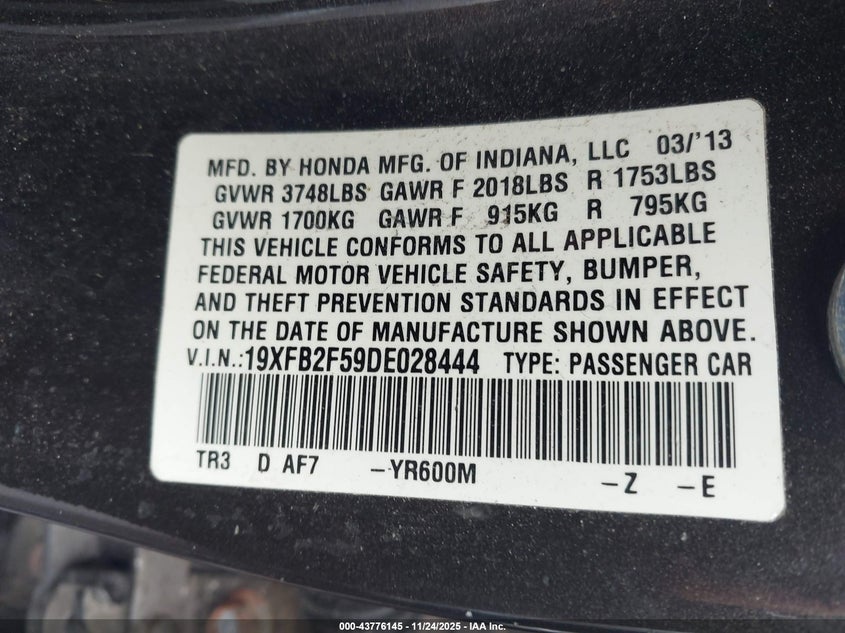 MFD. BY HONDA MFG. OF INDIANA, LLC 03/'13
GVWR 3748LBS GAWR F 2018LBS R 1753LBS
GVWR 1700KG GAWR F 915KG R 795KG
THIS VEHICLE CONFORMS TO ALL APPLICABLE
FEDERAL MOTOR VEHICLE SAFETY, BUMPER,
AND THEFT PREVENTION STANDARDS IN EFFECT
ON THE DATE OF MANUFACTURE SHOWN ABOVE.
V.I.N.:19XFB2F59DE028444 TYPE: PASSENGER CAR
TR3 D AF7 –YR600M –Z –E
000-43776145 — 11/24/2025 — IAA Inc.